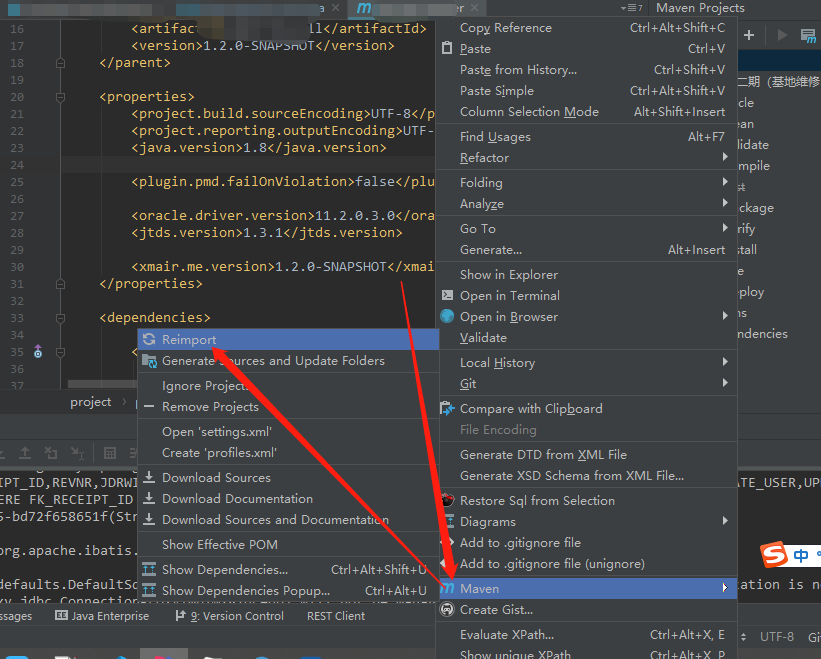 Maven Projects
16 <artifac ll</artifactId>
17 <version>1.2.0-SNAPSHOT</version>
18 </parent>
19
20 <properties>
21 <project.build.sourceEncoding>UTF-8</p
22 <project.reporting.outputEncoding>UTF-
23 <java.version>1.8</java.version>
24
25 <plugin.pmd.failOnViolation>false</plu
26
27 <oracle.driver.version>11.2.0.3.0</ora
28 <jtds.version>1.3.1</jtds.version>
29
30 <xmair.me.version>1.2.0-SNAPSHOT</xmai
31 </properties>
32
33 <dependencies>
34
35 <
36
37
project
Copy Reference Ctrl+Alt+Shift+C
Paste Ctrl+V
Paste from History... Ctrl+Shift+V
Paste Simple Ctrl+Alt+Shift+V
Column Selection Mode Alt+Shift+Insert
Find Usages Alt+F7
Refactor
Folding
Analyze
Go To
Generate... Alt+Insert
Show in Explorer
Open in Terminal
Open in Browser
Validate
Local History
Git
Compare with Clipboard
File Encoding
Generate DTD from XML File
Generate XSD Schema from XML File...
Restore Sql from Selection
Diagrams
Add to .gitignore file
Add to .gitignore file (unignore)
Maven
Create Gist...
Evaluate XPath... Ctrl+Alt+X, E
Show unique XPath Ctrl+Alt+X, P
Reimport
Generate Sources and Update Folders
Ignore Project
Remove Projects
Open 'settings.xml'
Create 'profiles.xml'
Download Sources
Download Documentation
Download Sources and Documentation
Show Effective POM
Show Dependencies... Ctrl+Alt+Shift+U
Show Dependencies Popup... Ctrl+Alt+U
二期（基地维修
cle
ean
lidate
mpile
st
ckage
rify
stall
e
eploy
ns
endencies
IPT_ID,REVNR,JDRWI
ERE FK_RECEIPT_ID
5-bd72f658651f(Str
org.apache.ibatis.
defaults.DefaultSc
ATE_USER,UP
tation is n
S 中
ssages Java Enterprise 9: Version Control REST Client
UTF-8 Gi